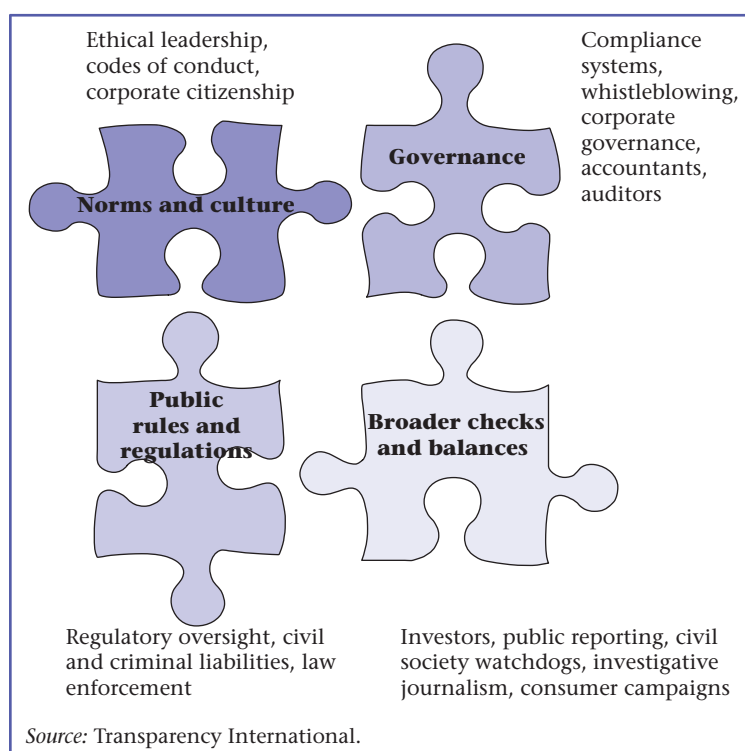 Ethical leadership,
codes of conduct,
corporate citizenship
Norms and culture
Compliance
systems,
whistleblowing,
corporate
governance,
accountants,
auditors
Governance
Public
rules and
regulations
Regulatory oversight, civil
and criminal liabilities, law
enforcement
Broader checks
and balances
Investors, public reporting, civil
society watchdogs, investigative
journalism, consumer campaigns
Source: Transparency International.